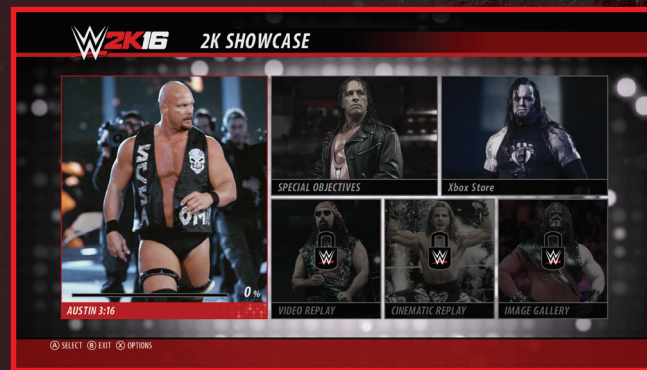 W 2K16 2K SHOWCASE
SPECIAL OBJECTIVES
Xbox Store
0 %
AUSTIN 3:16
VIDEO REPLAY
CINEMATIC REPLAY
IMAGE GALLERY
A SELECT B EXIT X OPTIONS